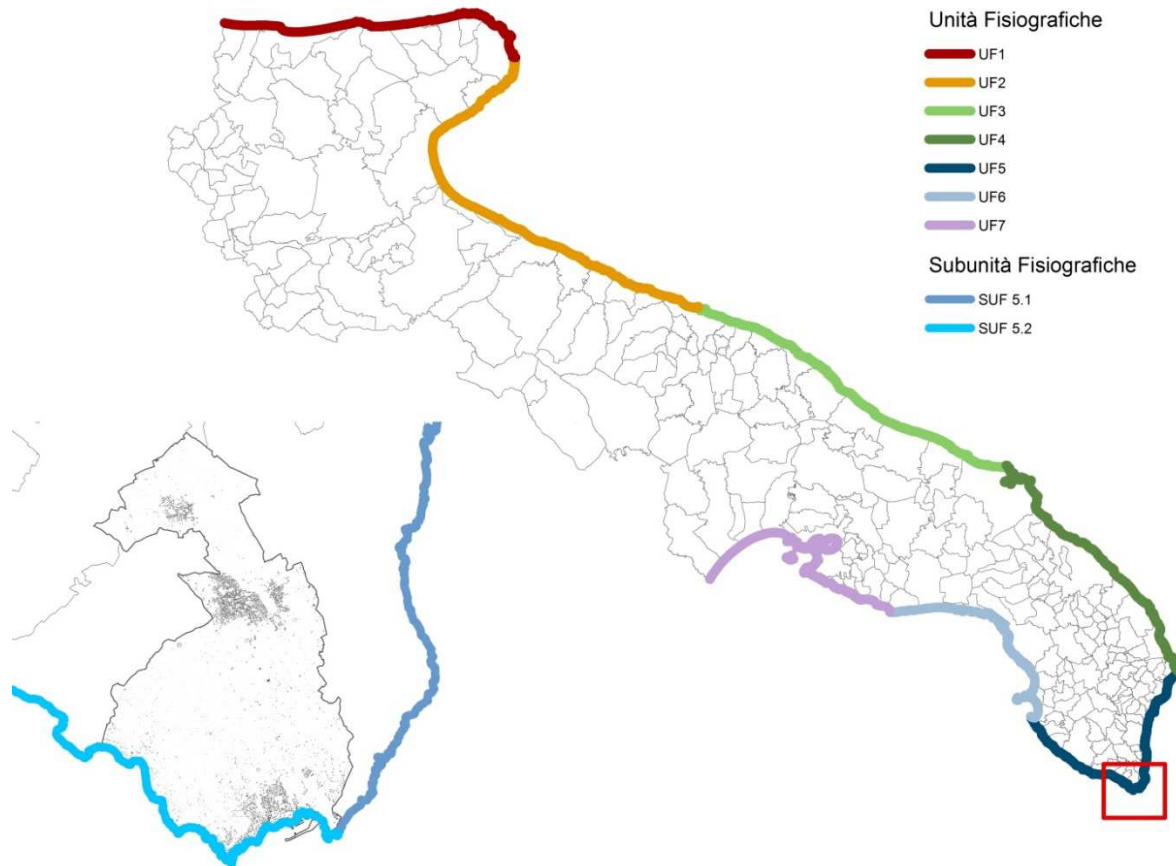 Unità Fisiografiche
UF1
UF2
UF3
UF4
UF5
UF6
UF7
Subunità Fisiografiche
SUF 5.1
SUF 5.2